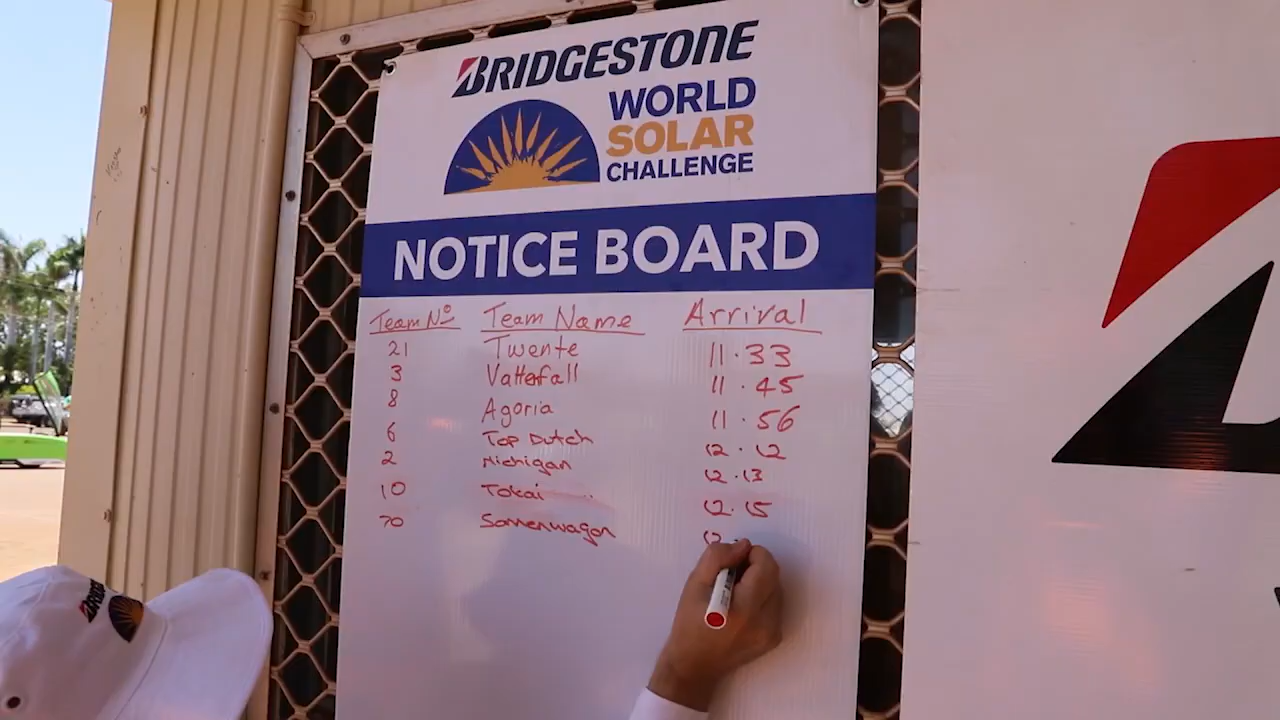 BRIDGESTONE
WORLD
SOLAR
CHALLENGE
NOTICE BOARD
Team Nº Team Name Arrival
21 Twente 11.33
3 Vattenfall 11.45
8 Agoria 11.56
6 Top Dutch 12.12
2 Michigan 12.13
10 Tokai 12.15
70 Sonnenwagen 12.